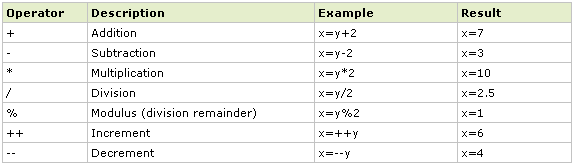 Operator Description Example Result
+ Addition x=y+2 x=7
- Subtraction x=y-2 x=3
* Multiplication x=y*2 x=10
/ Division x=y/2 x=2.5
% Modulus (division remainder) x=y%2 x=1
++ Increment x=++y x=6
-- Decrement x=--y x=4